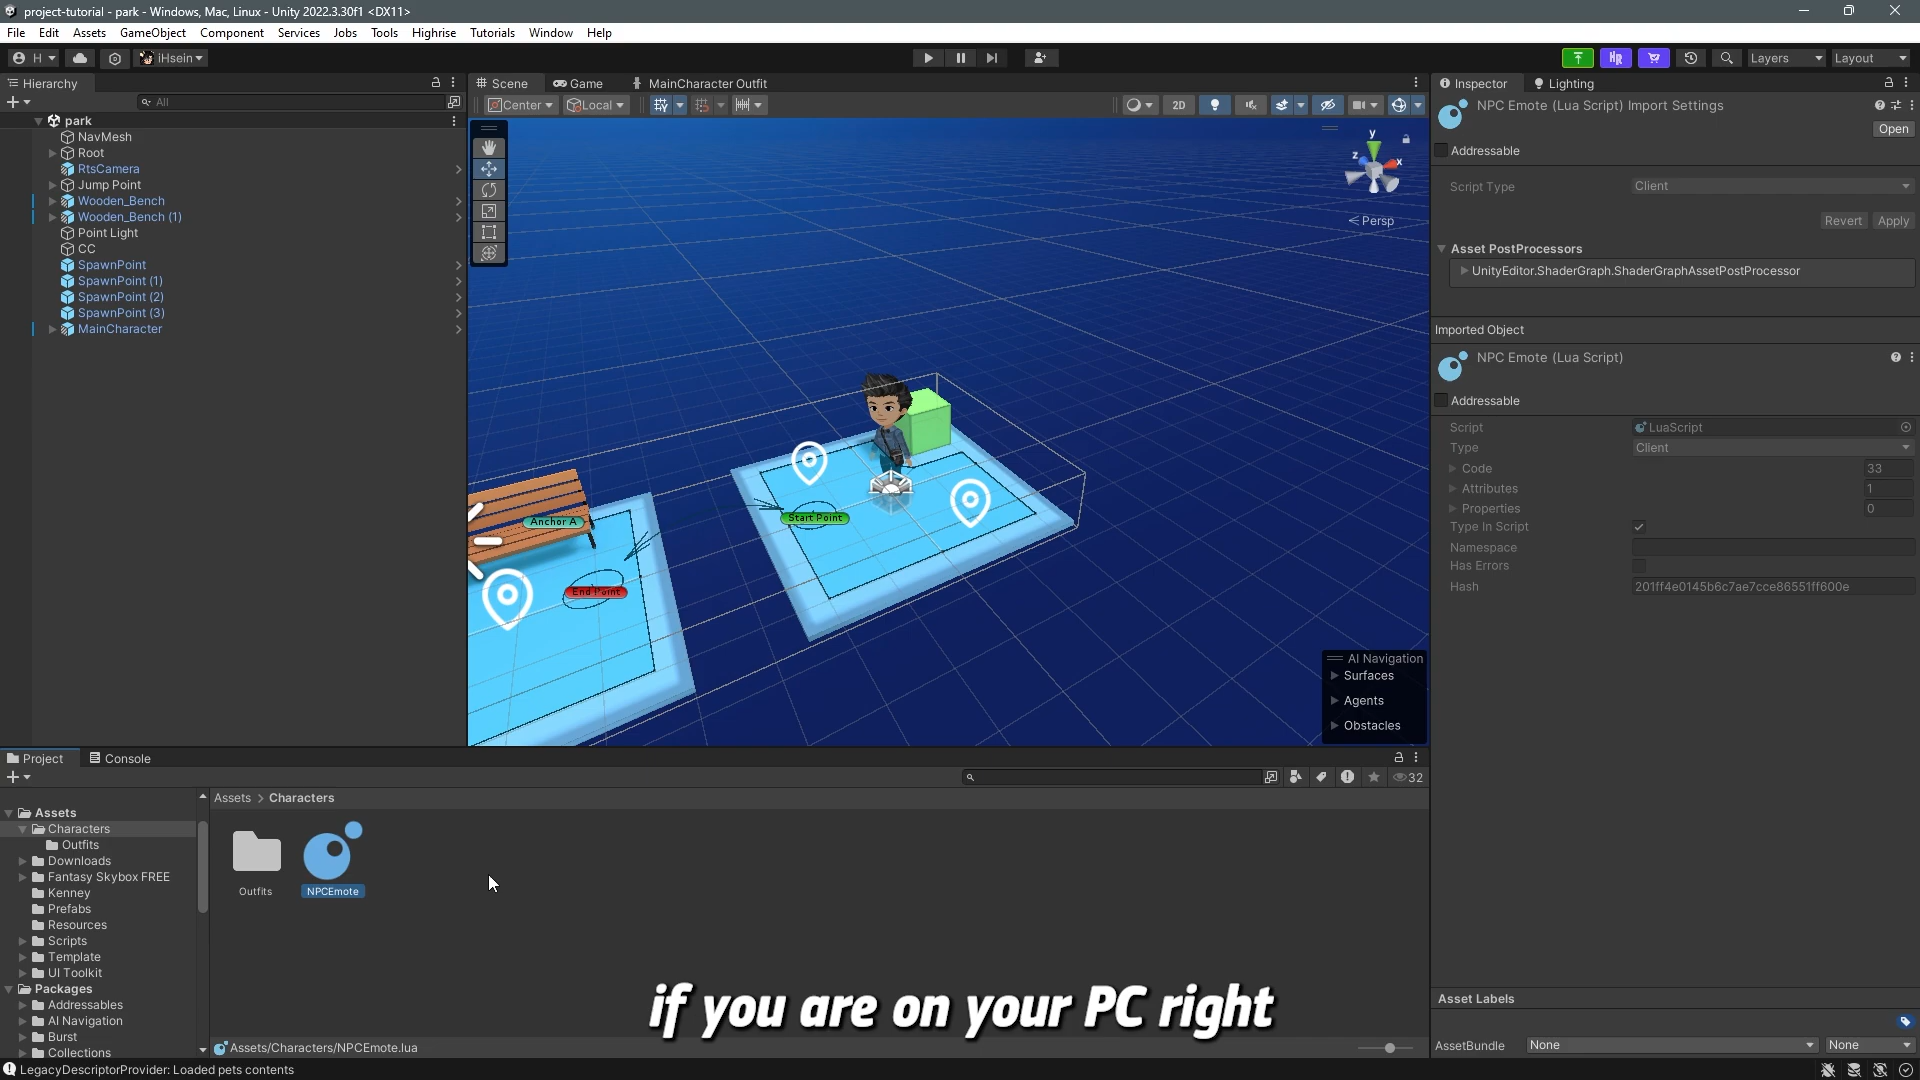 project-tutorial - park - Windows, Mac, Linux - Unity 2022.3.30f1 <DX11>
File Edit Assets GameObject Component Services Jobs Tools Highrise Tutorials Window Help
H iHsein HR Layers Layout
Hierarchy
All
park
NavMesh
Root
RtsCamera
Jump Point
Wooden_Bench
Wooden_Bench (1)
Point Light
CC
SpawnPoint
SpawnPoint (1)
SpawnPoint (2)
SpawnPoint (3)
MainCharacter
Scene Game MainCharacter Outfit
Center Local 2D
y
z x
< Persp
Anchor A
Start Point
End Point
AI Navigation
Surfaces
Agents
Obstacles
Inspector Lighting
NPC Emote (Lua Script) Import Settings
Open
Addressable
Script Type Client
Revert Apply
Asset PostProcessors
UnityEditor.ShaderGraph.ShaderGraphAssetPostProcessor
Imported Object
NPC Emote (Lua Script)
Addressable
Script LuaScript
Type Client
Code 33
Attributes 1
Properties 0
Type In Script
Namespace
Has Errors
Hash 201ff4e0145b6c7ae7cce86551ff600e
Asset Labels
AssetBundle None None
Project Console
32
Assets > Characters
Assets
Characters
Outfits
Downloads
Fantasy Skybox FREE
Kenney
Prefabs
Resources
Scripts
Template
UI Toolkit
Packages
Addressables
AI Navigation
Burst
Collections
Outfits NPCEmote
if you are on your PC right
Assets/Characters/NPCEmote.lua
LegacyDescriptorProvider: Loaded pets contents